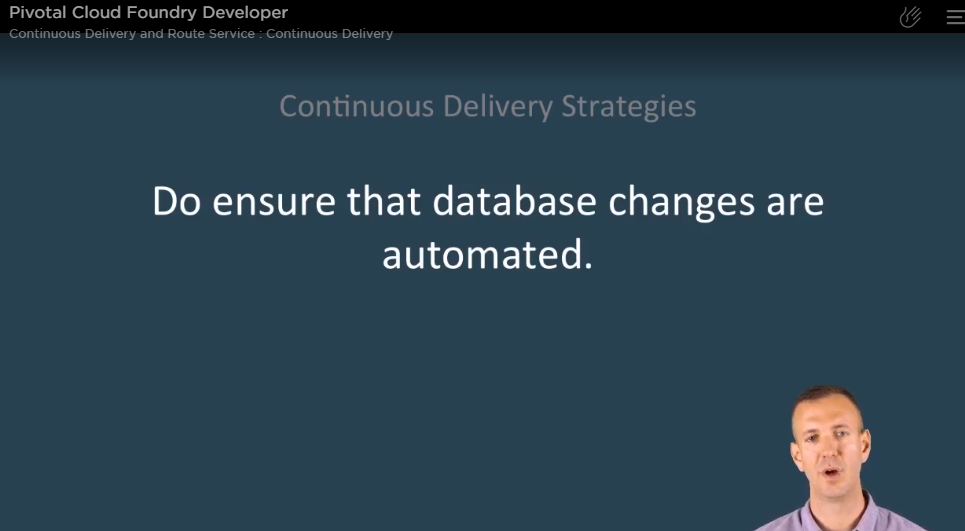 Pivotal Cloud Foundry Developer
Continuous Delivery and Route Service : Continuous Delivery
Continuous Delivery Strategies
Do ensure that database changes are
automated.